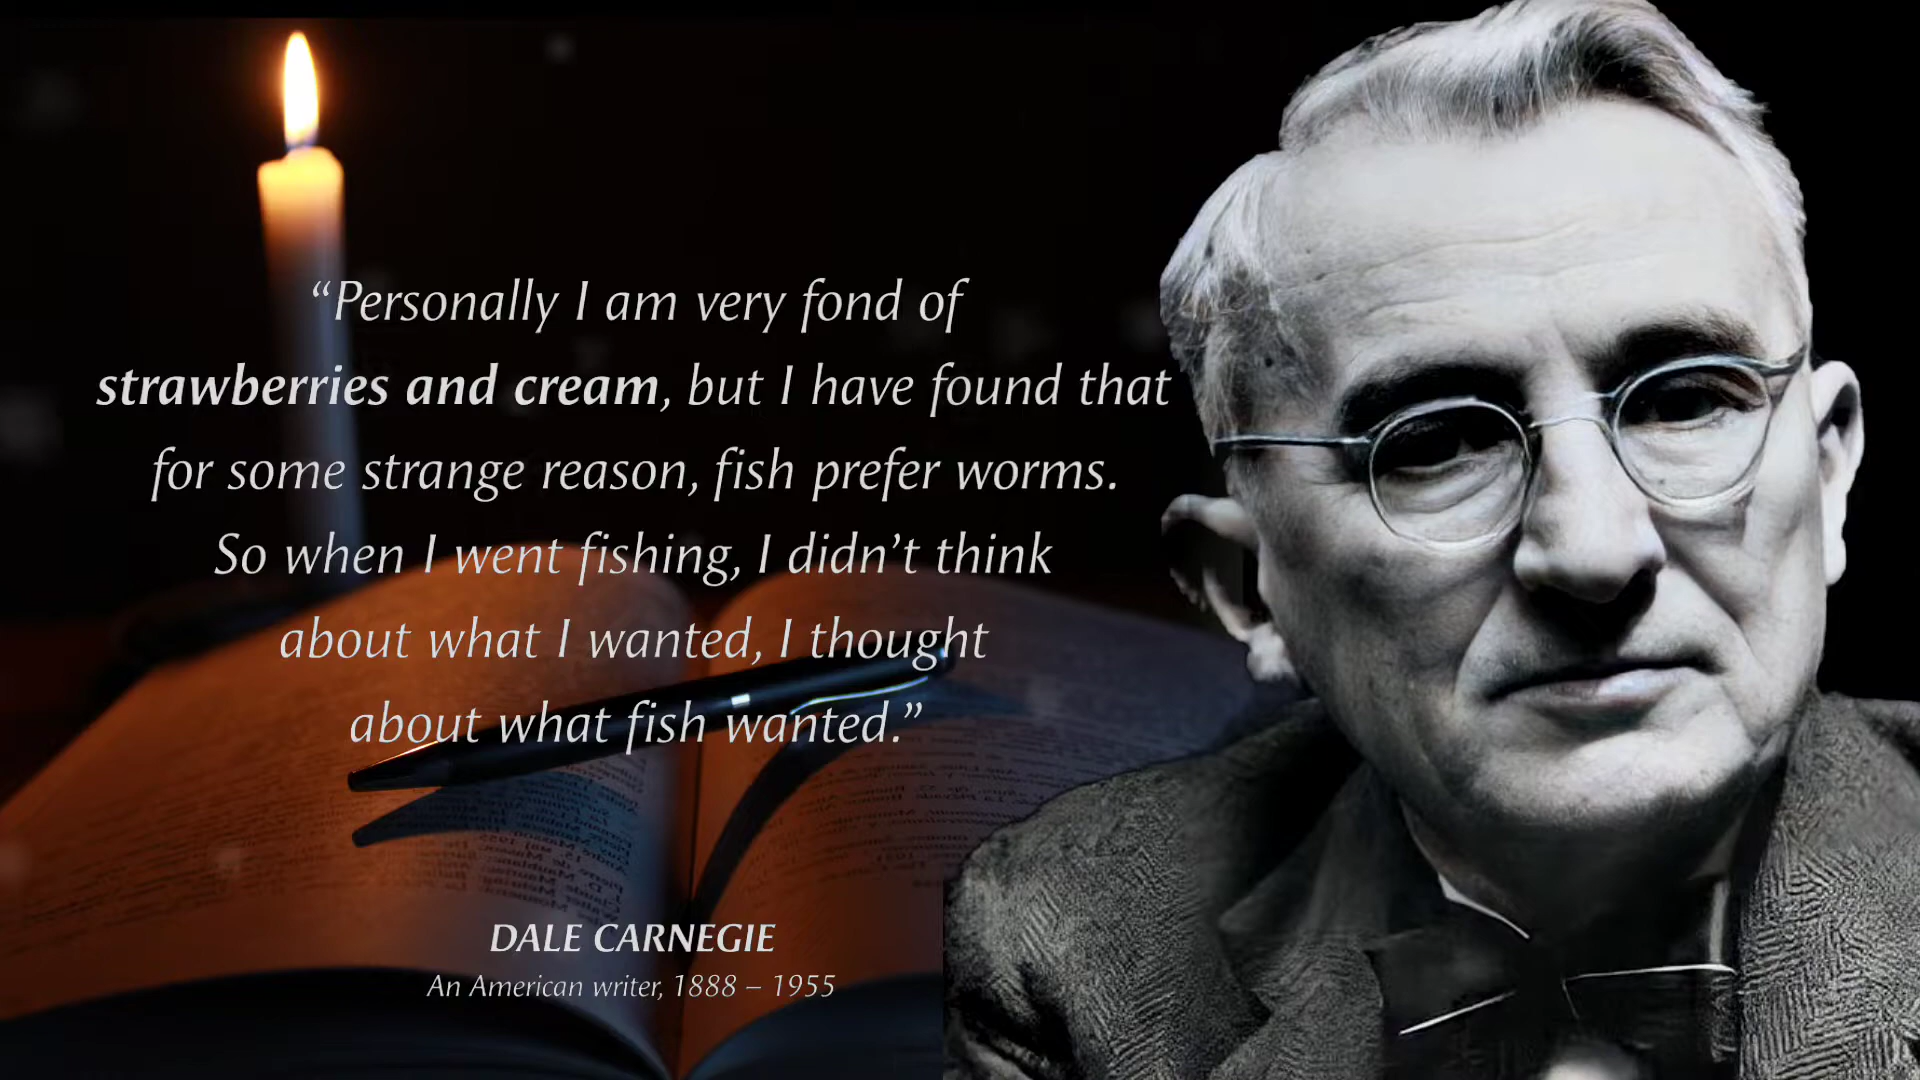 “Personally I am very fond of
strawberries and cream, but I have found that
for some strange reason, fish prefer worms.
So when I went fishing, I didn’t think
about what I wanted, I thought
about what fish wanted.”
DALE CARNEGIE
An American writer, 1888 – 1955